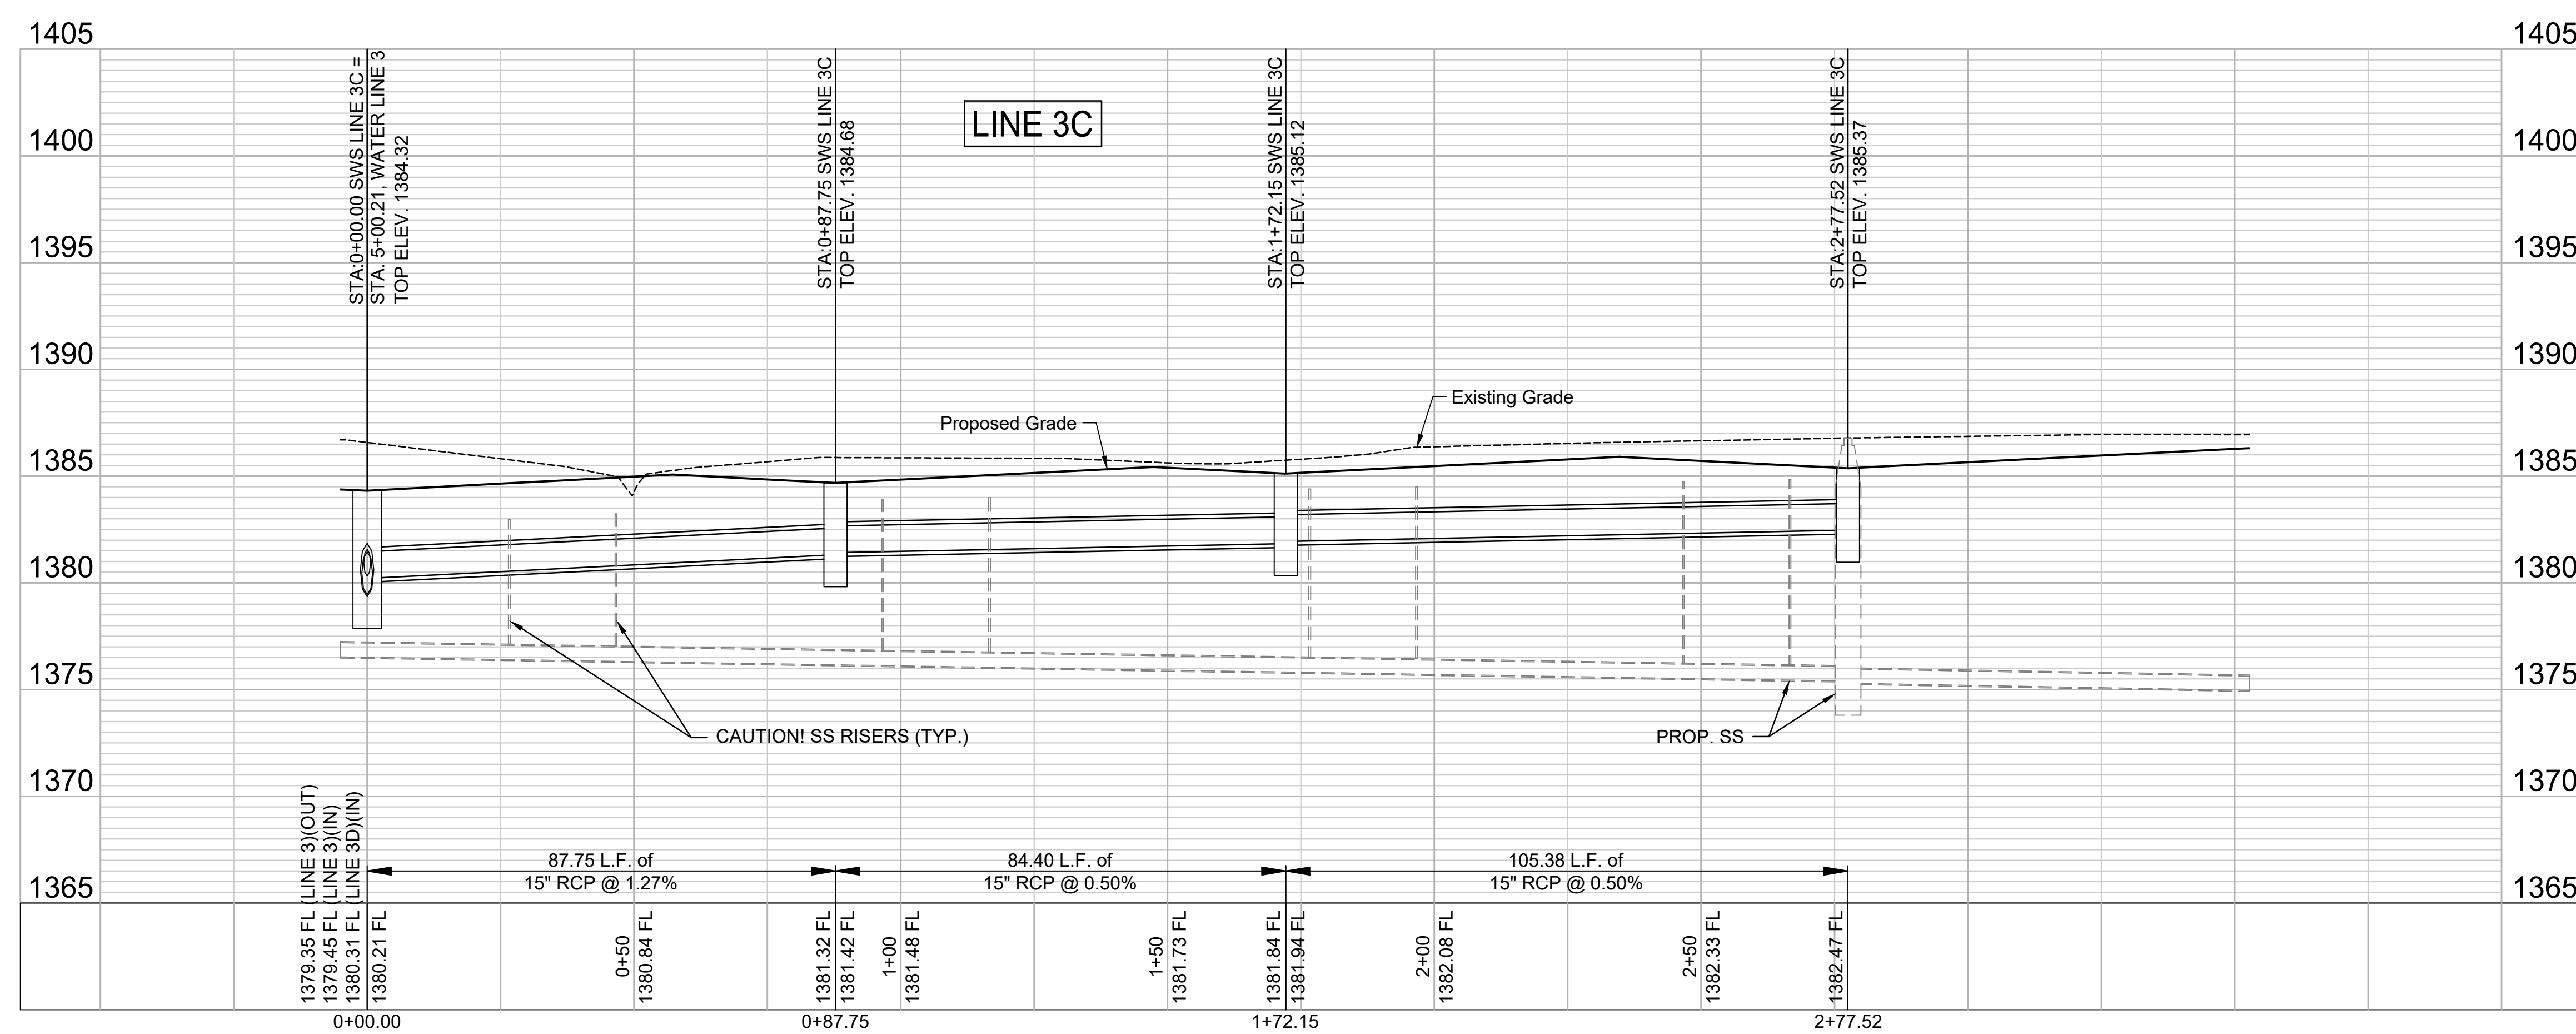 1405
1400
1395
1390
1385
1380
1375
1370
1365
1405
1400
1395
1390
1385
1380
1375
1370
1365
STA:0+00.00 SWS LINE 3C =
STA. 5+00.21, WATER LINE 3
TOP ELEV. 1384.32
STA:0+87.75 SWS LINE 3C
TOP ELEV. 1384.68
LINE 3C
STA:1+72.15 SWS LINE 3C
TOP ELEV. 1385.12
STA:2+77.52 SWS LINE 3C
TOP ELEV. 1385.37
Proposed Grade
Existing Grade
CAUTION! SS RISERS (TYP.)
PROP. SS
87.75 L.F. of
15" RCP @ 1.27%
84.40 L.F. of
15" RCP @ 0.50%
105.38 L.F. of
15" RCP @ 0.50%
1379.35 FL (LINE 3)(OUT)
1379.45 FL (LINE 3)(IN)
1380.31 FL (LINE 3D)(IN)
1380.21 FL
0+50
1380.84 FL
1381.32 FL
1381.42 FL
1+00
1381.48 FL
1+50
1381.73 FL
1381.84 FL
1381.94 FL
2+00
1382.08 FL
2+50
1382.33 FL
1382.47 FL
0+00.00
0+87.75
1+72.15
2+77.52